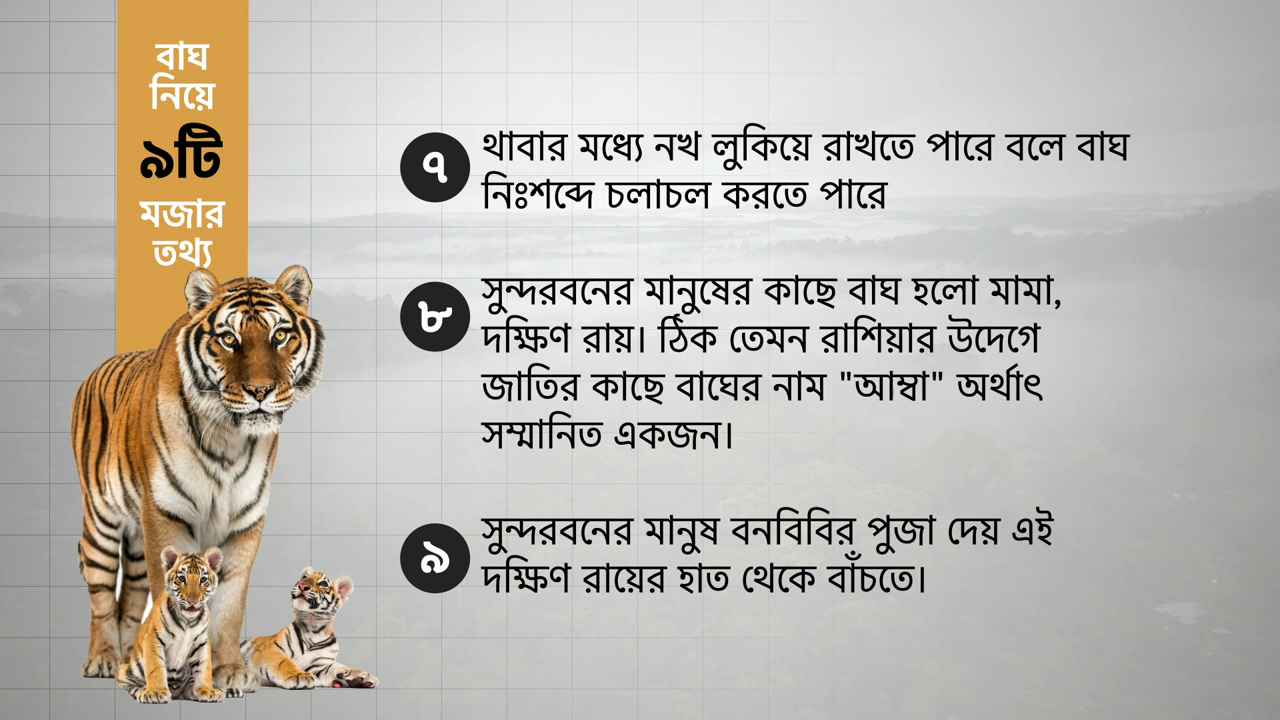 বাঘ
নিয়ে
৯টি
মজার
তথ্য
৭
থাবার মধ্যে নখ লুকিয়ে রাখতে পারে বলে বাঘ
নিঃশব্দে চলাচল করতে পারে
৮
সুন্দরবনের মানুষের কাছে বাঘ হলো মামা,
দক্ষিণ রায়। ঠিক তেমন রাশিয়ার উদেগে
জাতির কাছে বাঘের নাম "আম্বা" অর্থাৎ
সম্মানিত একজন।
৯
সুন্দরবনের মানুষ বনবিবির পুজা দেয় এই
দক্ষিণ রায়ের হাত থেকে বাঁচতে।